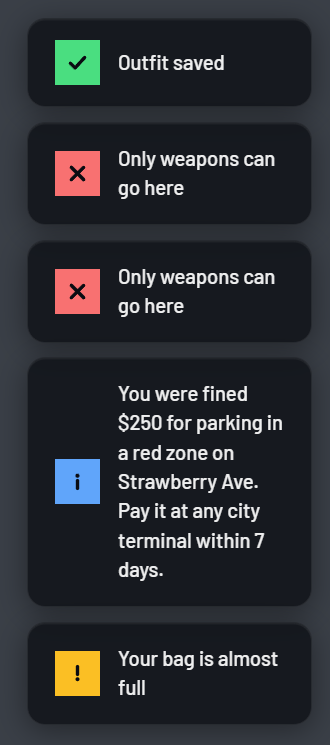 Outfit saved
Only weapons can
go here
Only weapons can
go here
You were fined
$250 for parking in
a red zone on
Strawberry Ave.
Pay it at any city
terminal within 7
days.
Your bag is almost
full